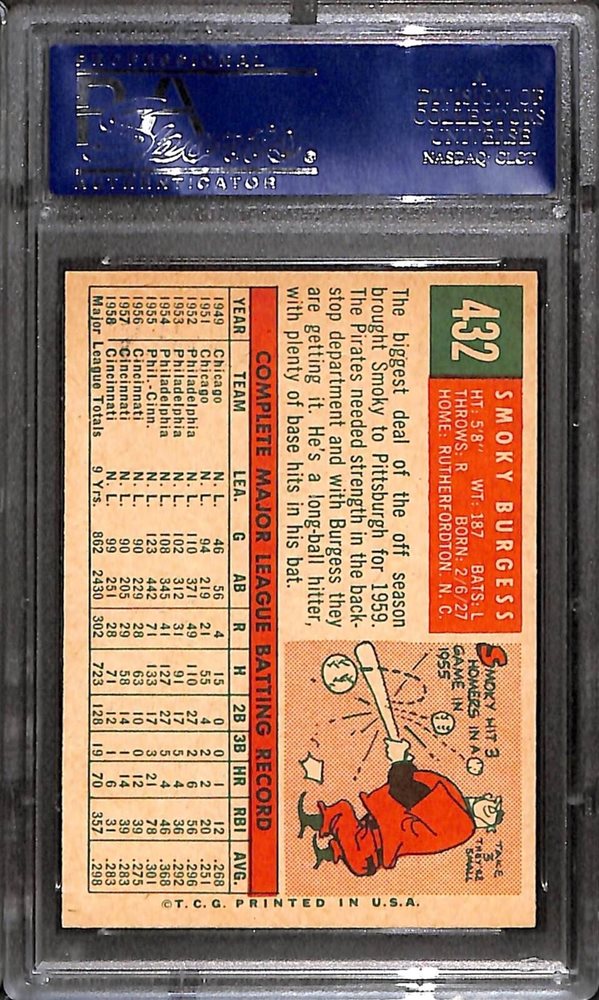 PROFESSIONAL
PSA
AUTHENTICATOR
A
DIVISION OF
COLLECTORS
UNIVERSE
NASDAQ: CLCT
432
SMOKY BURGESS
HT: 5'8" WT: 187 BATS: L
THROWS: R BORN: 2/6/27
HOME: RUTHERFORDTON, N. C.
The biggest deal of the off season
brought Smoky to Pittsburgh for 1959.
The Pirates needed strength in the back-
stop department and with Burgess they
are getting it. He's a long-ball hitter,
with plenty of base hits in his bat.
SMOKY HIT 3
HOMERS IN A
GAME IN
1955
TAKE
3
THEY'RE
SMALL
COMPLETE MAJOR LEAGUE BATTING RECORD
YEAR TEAM LEA G AB R H 2B 3B HR RBI AVG.
1949 Chicago N. L. 46 56 4 15 0 0 1 12 .268
1951 Chicago N. L. 94 219 21 55 4 2 2 20 .251
1952 Philadelphia N. L. 110 371 49 110 27 2 6 56 .296
1953 Philadelphia N. L. 102 312 31 91 17 5 4 36 .292
1954 Philadelphia N. L. 108 345 41 127 27 5 4 46 .368
1955 Phil.-Cinn. N. L. 123 442 71 133 17 3 21 78 .301
1956 Cincinnati N. L. 90 229 28 63 10 0 12 39 .275
1957 Cincinnati N. L. 90 205 29 58 14 1 14 39 .283
1958 Cincinnati N. L. 99 251 28 71 12 1 6 31 .283
Major League Totals 9 Yrs. 862 2430 302 723 128 19 70 357 .298
©T.C.G. PRINTED IN U.S.A.